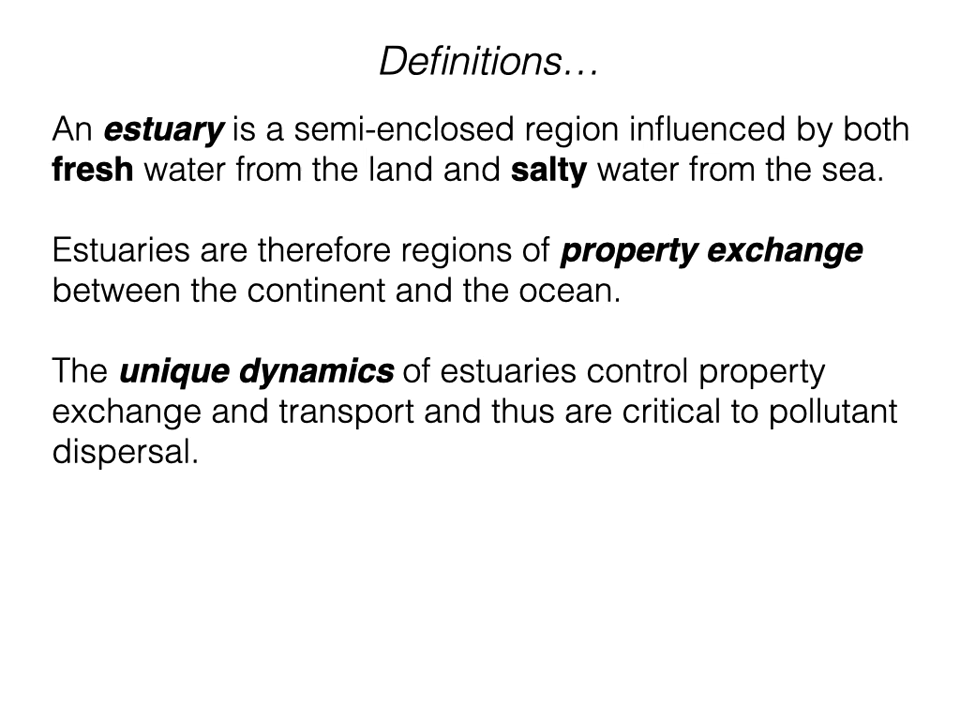 Definitions…
An estuary is a semi-enclosed region influenced by both
fresh water from the land and salty water from the sea.
Estuaries are therefore regions of property exchange
between the continent and the ocean.
The unique dynamics of estuaries control property
exchange and transport and thus are critical to pollutant
dispersal.